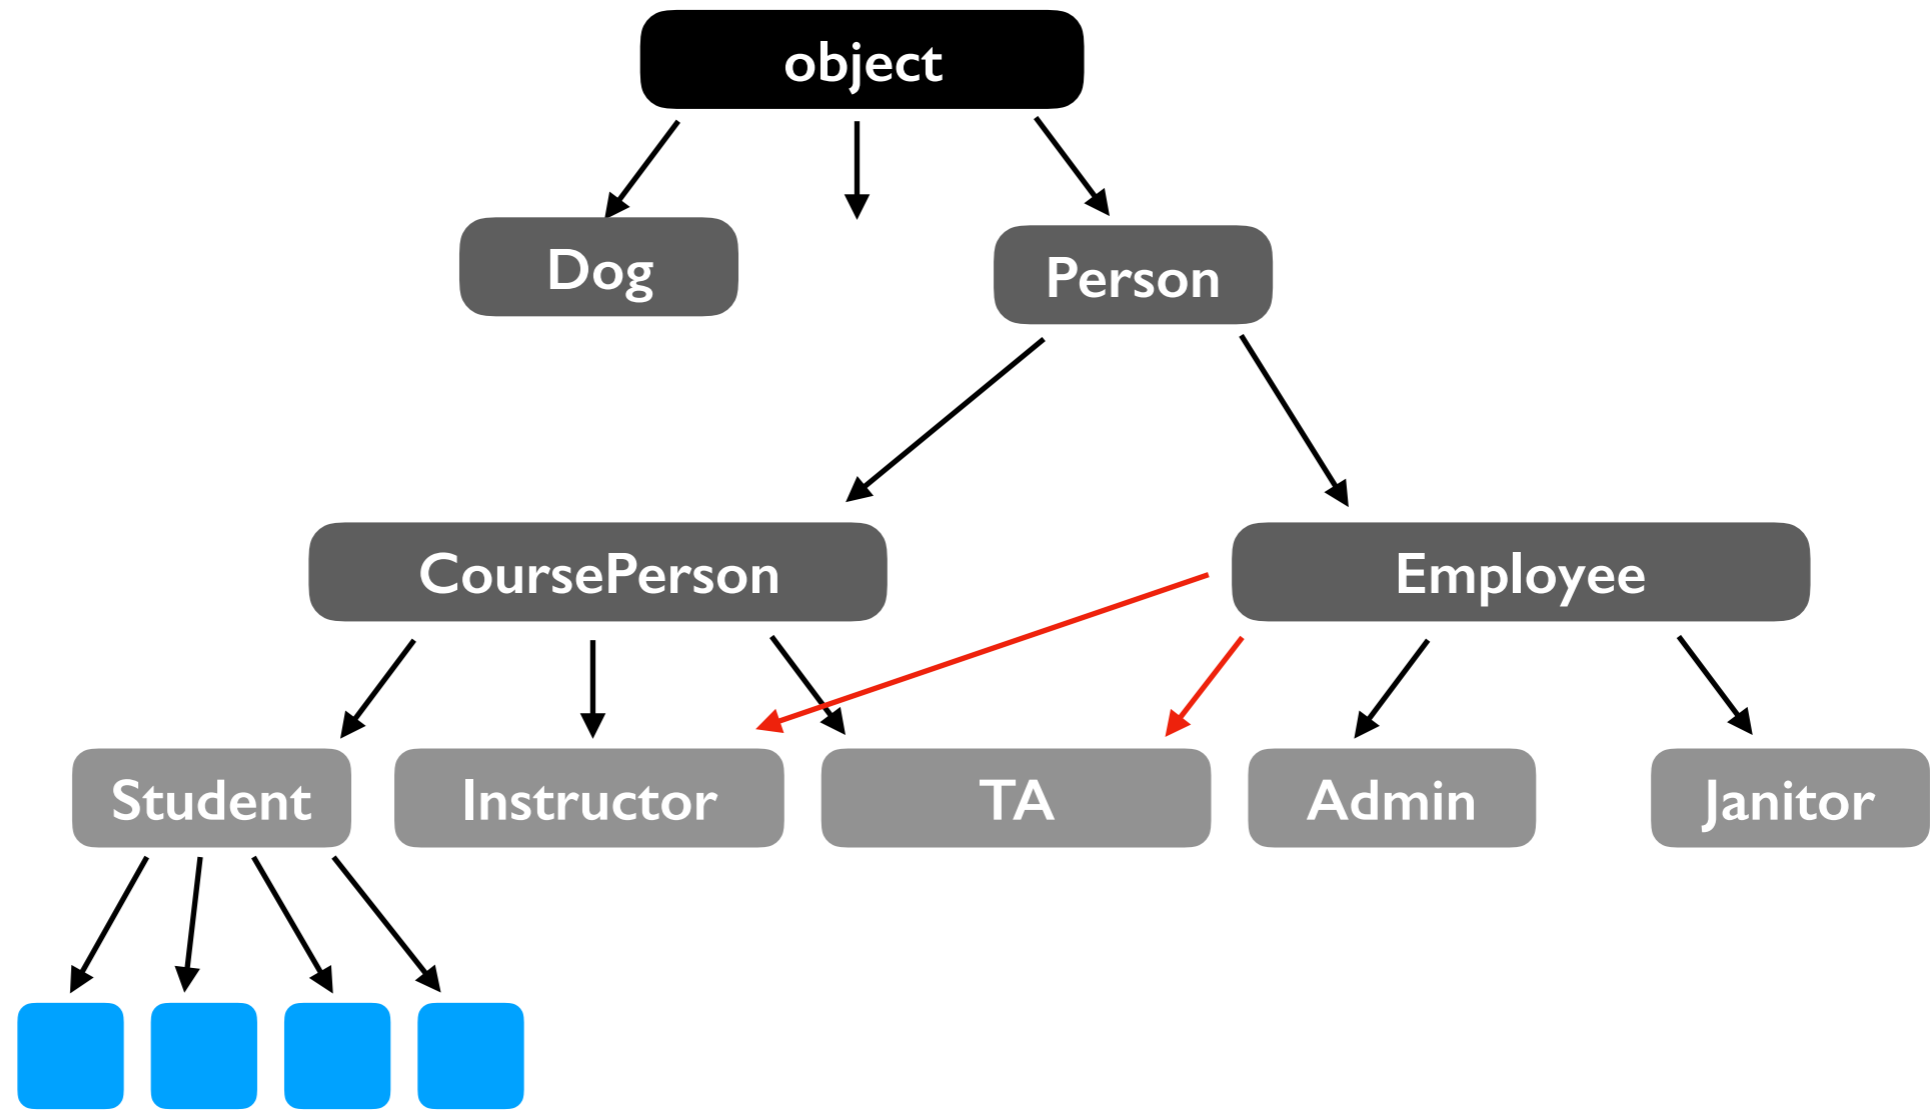 object
Dog
Person
CoursePerson
Employee
Student
Instructor
TA
Admin
Janitor